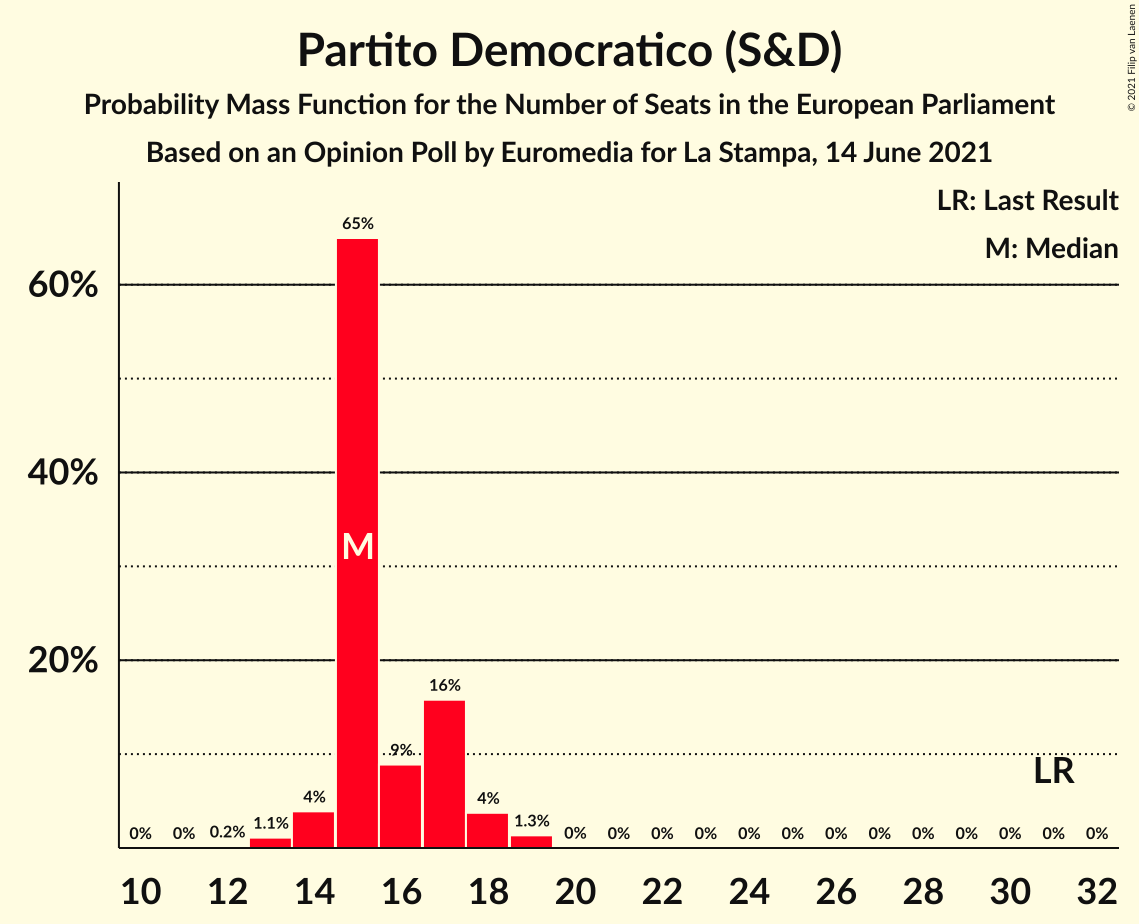 Partito Democratico (S&D)
Probability Mass Function for the Number of Seats in the European Parliament
Based on an Opinion Poll by Euromedia for La Stampa, 14 June 2021
© 2021 Filip van Laenen
LR: Last Result
M: Median
60%
40%
20%
0% 0% 0.2% 1.1% 4% 65% 9% 16% 4% 1.3% 0% 0% 0% 0% 0% 0% 0% 0% 0% 0% 0% 0% 0%
M
LR
10 12 14 16 18 20 22 24 26 28 30 32